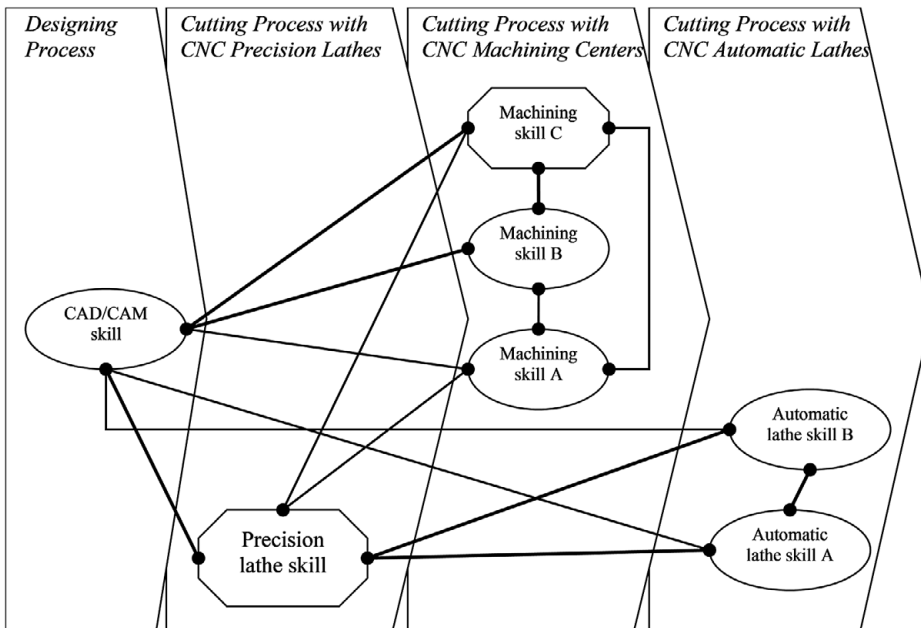 Designing
Process
Cutting Process with
CNC Precision Lathes
Cutting Process with
CNC Machining Centers
Cutting Process with
CNC Automatic Lathes
Machining
skill C
Machining
skill B
CAD/CAM
skill
Machining
skill A
Automatic
lathe skill B
Precision
lathe skill
Automatic
lathe skill A